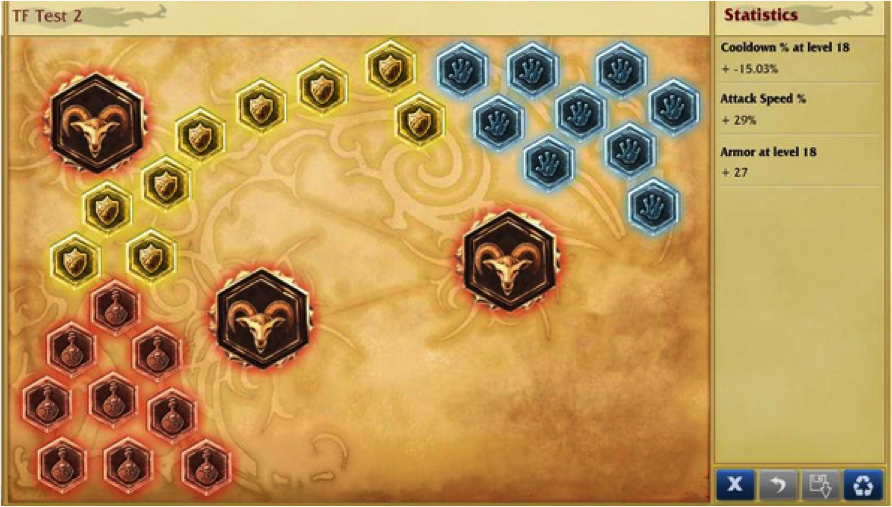 TF Test 2
Statistics
Cooldown % at level 18
+ -15.03%
Attack Speed %
+ 29%
Armor at level 18
+ 27
X